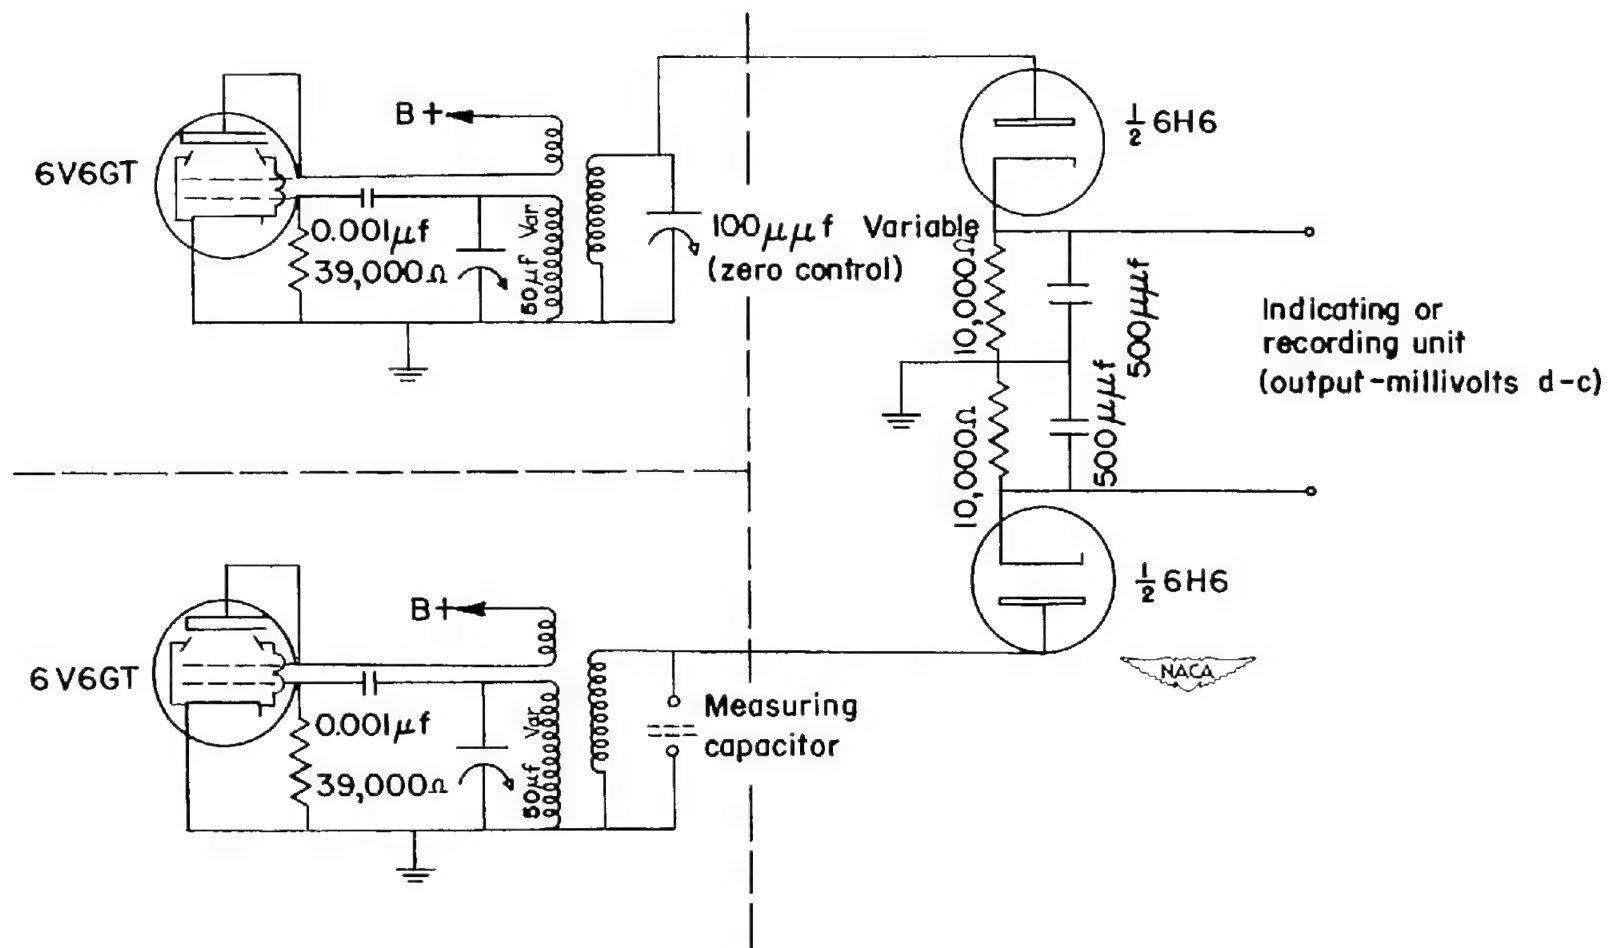 B+
6V6GT
0.001μf
39,000Ω
50μf Var
100μμf Variable
(zero control)
½ 6H6
10,000Ω
500μμf
Indicating or
recording unit
(output-millivolts d-c)
10,000Ω
500μμf
½ 6H6
NACA
B+
6V6GT
0.001μf
39,000Ω
50μf Var
Measuring
capacitor